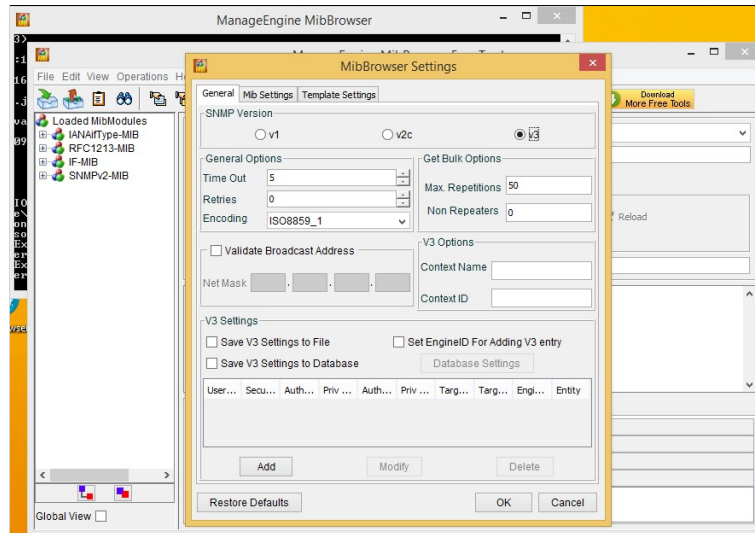 ManageEngine MibBrowser
MibBrowser Settings
File Edit View Operations
General Mib Settings Template Settings
Download
More Free Tools
Loaded MibModules
IANAifType-MIB
RFC1213-MIB
IF-MIB
SNMPv2-MIB
SNMP Version
v1 v2c v3
General Options
Time Out 5
Retries 0
Encoding ISO8859_1
Get Bulk Options
Max. Repetitions 50
Non Repeaters 0
Reload
Validate Broadcast Address
Net Mask . . .
V3 Options
Context Name
Context ID
V3 Settings
Save V3 Settings to File Set EngineID For Adding V3 entry
Save V3 Settings to Database Database Settings
User... Secu... Auth... Priv ... Auth... Priv ... Targ... Targ... Engi... Entity
Add Modify Delete
Restore Defaults OK Cancel
Global View